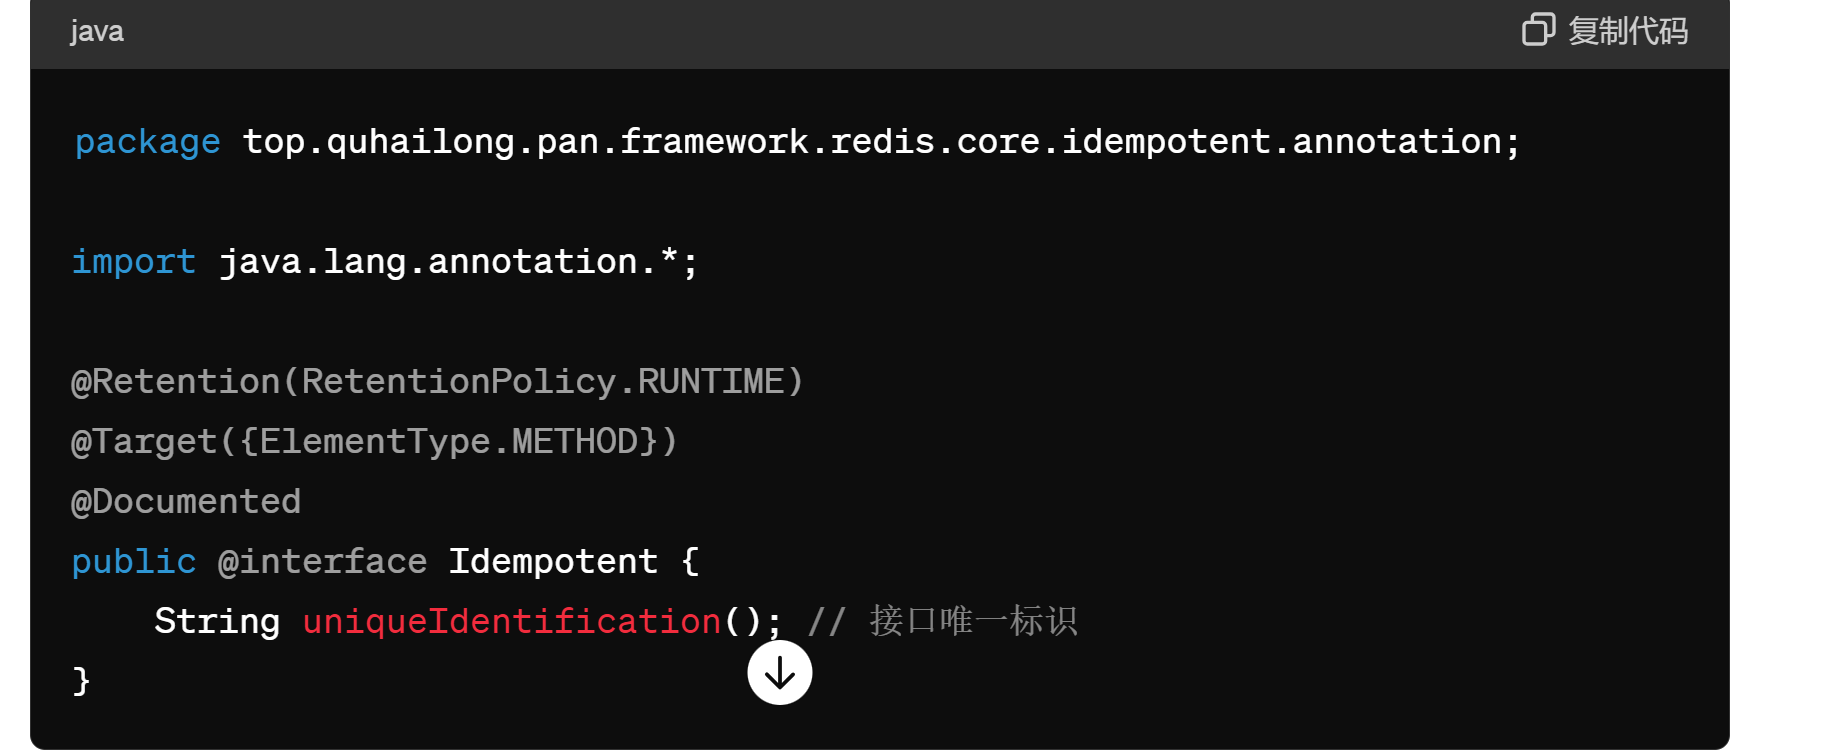 java
复制代码
package top.quhailong.pan.framework.redis.core.idempotent.annotation;
import java.lang.annotation.*;
@Retention(RetentionPolicy.RUNTIME)
@Target({ElementType.METHOD})
@Documented
public @interface Idempotent {
    String uniqueIdentification(); // 接口唯一标识
}